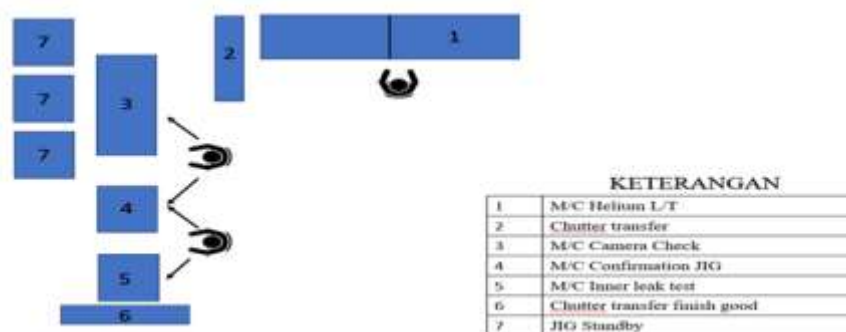 7
2
1
3
7
7
4
5
6
KETERANGAN
1 M/C Helium L/T
2 Chutter transfer
3 M/C Camera Check
4 M/C Confirmation JIG
5 M/C Inner leak test
6 Chutter transfer finish good
7 JIG Standby